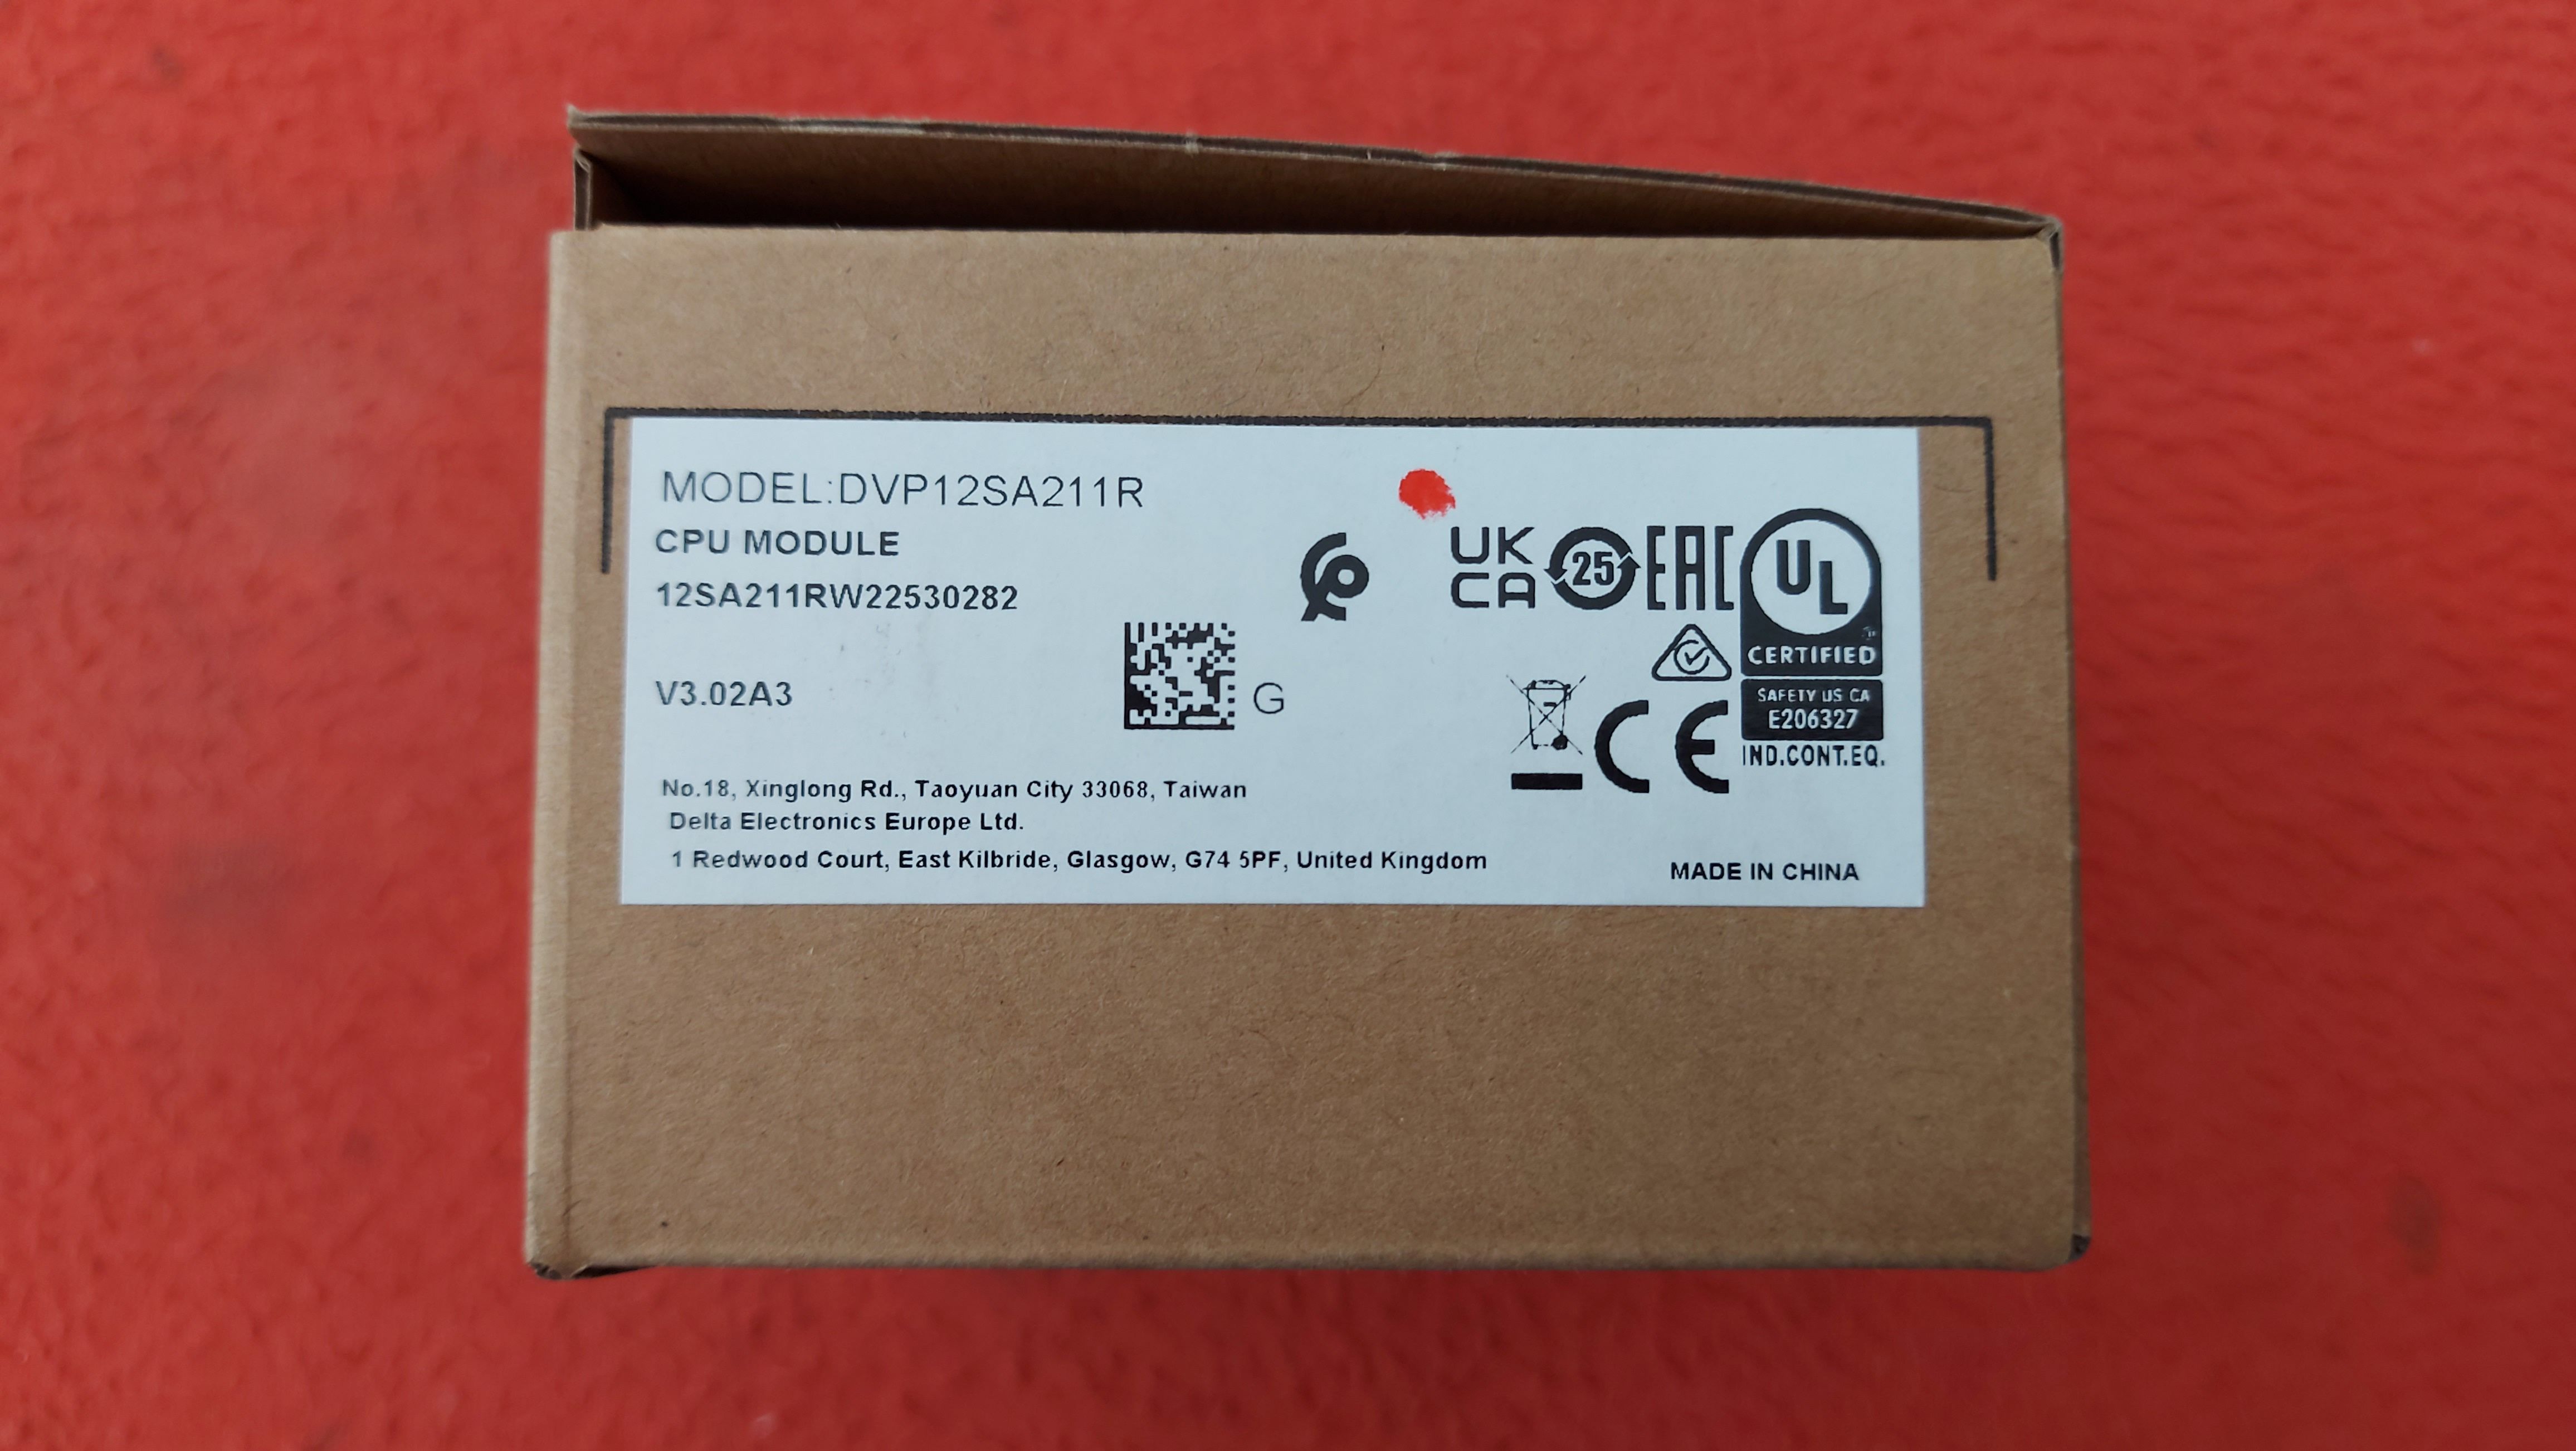 MODEL:DVP12SA211R
CPU MODULE
12SA211RW22530282
V3.02A3
G
UK
CA
25
EAC
UL
®
CERTIFIED
SAFETY US CA
E206327
IND.CONT.EQ.
CE
No.18, Xinglong Rd., Taoyuan City 33068, Taiwan
Delta Electronics Europe Ltd.
1 Redwood Court, East Kilbride, Glasgow, G74 5PF, United Kingdom
MADE IN CHINA